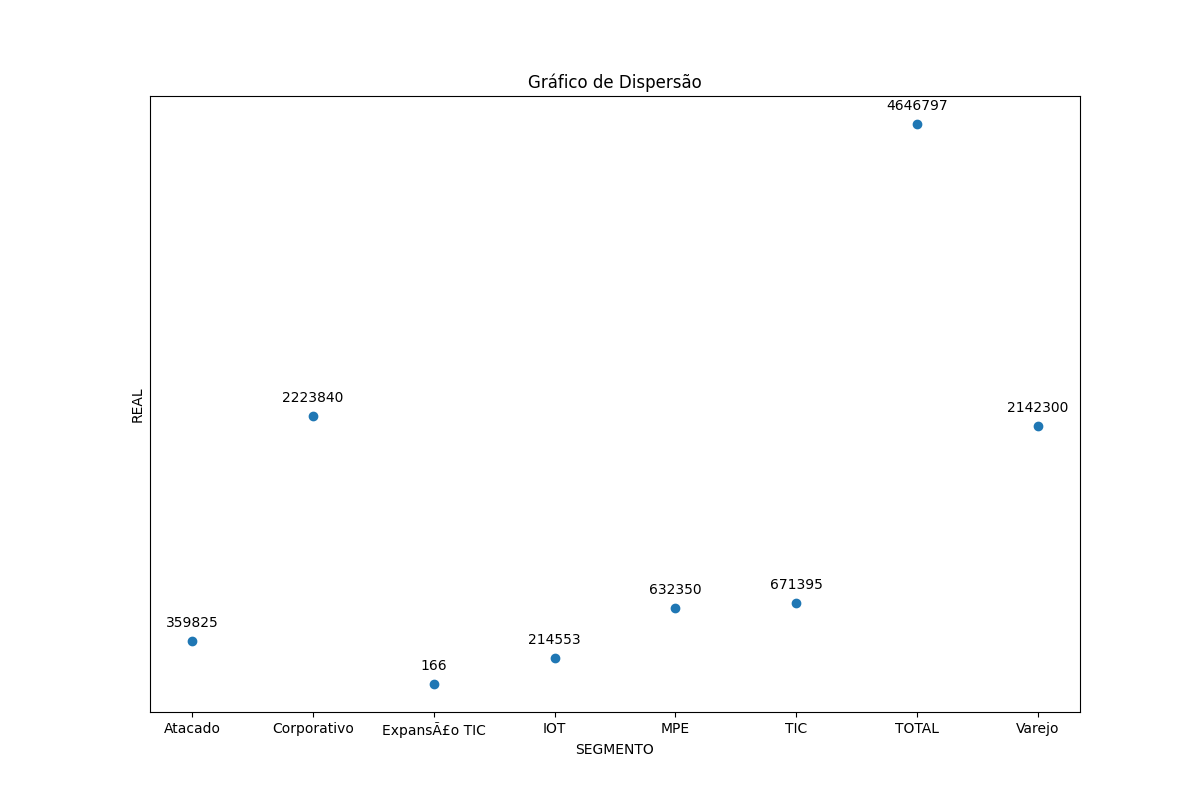 Gráfico de Dispersão
4646797
2223840
2142300
671395
632350
359825
214553
166
REAL
Atacado Corporativo ExpansÃ£o TIC IOT MPE TIC TOTAL Varejo
SEGMENTO